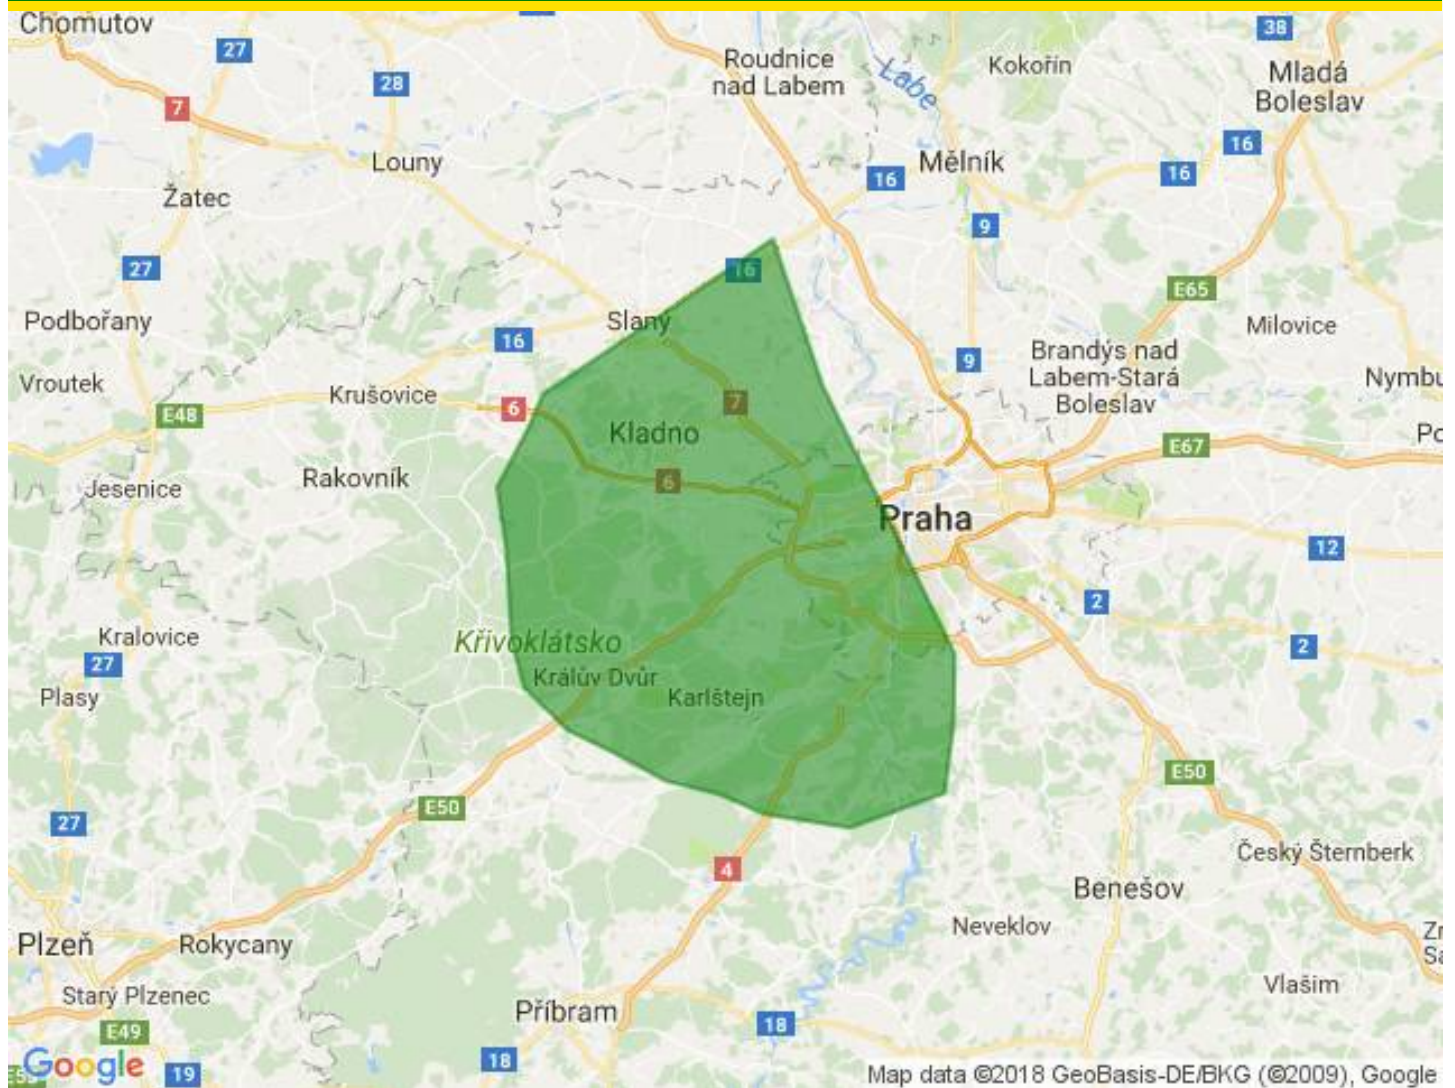 Chomutov
27
28
Roudnice
nad Labem
Labe
Kokořín
38
Mladá
Boleslav
7
Louny
16
Mělník
16
16
Žatec
9
27
16
E65
Podbořany
Slaný
16
Milovice
Brandýs nad
Labem-Stará
Boleslav
9
Vroutek
Krušovice
6
7
E48
Kladno
E67
Rakovník
6
Jesenice
Praha
12
2
Kralovice
27
Křivoklátsko
2
Králův Dvůr
Karlštejn
Plasy
E50
E50
27
4
Český Šternberk
Benešov
Neveklov
Plzeň
Rokycany
Vlašim
Starý Plzenec
Příbram
E49
18
18
19
Google
Map data ©2018 GeoBasis-DE/BKG (©2009), Google